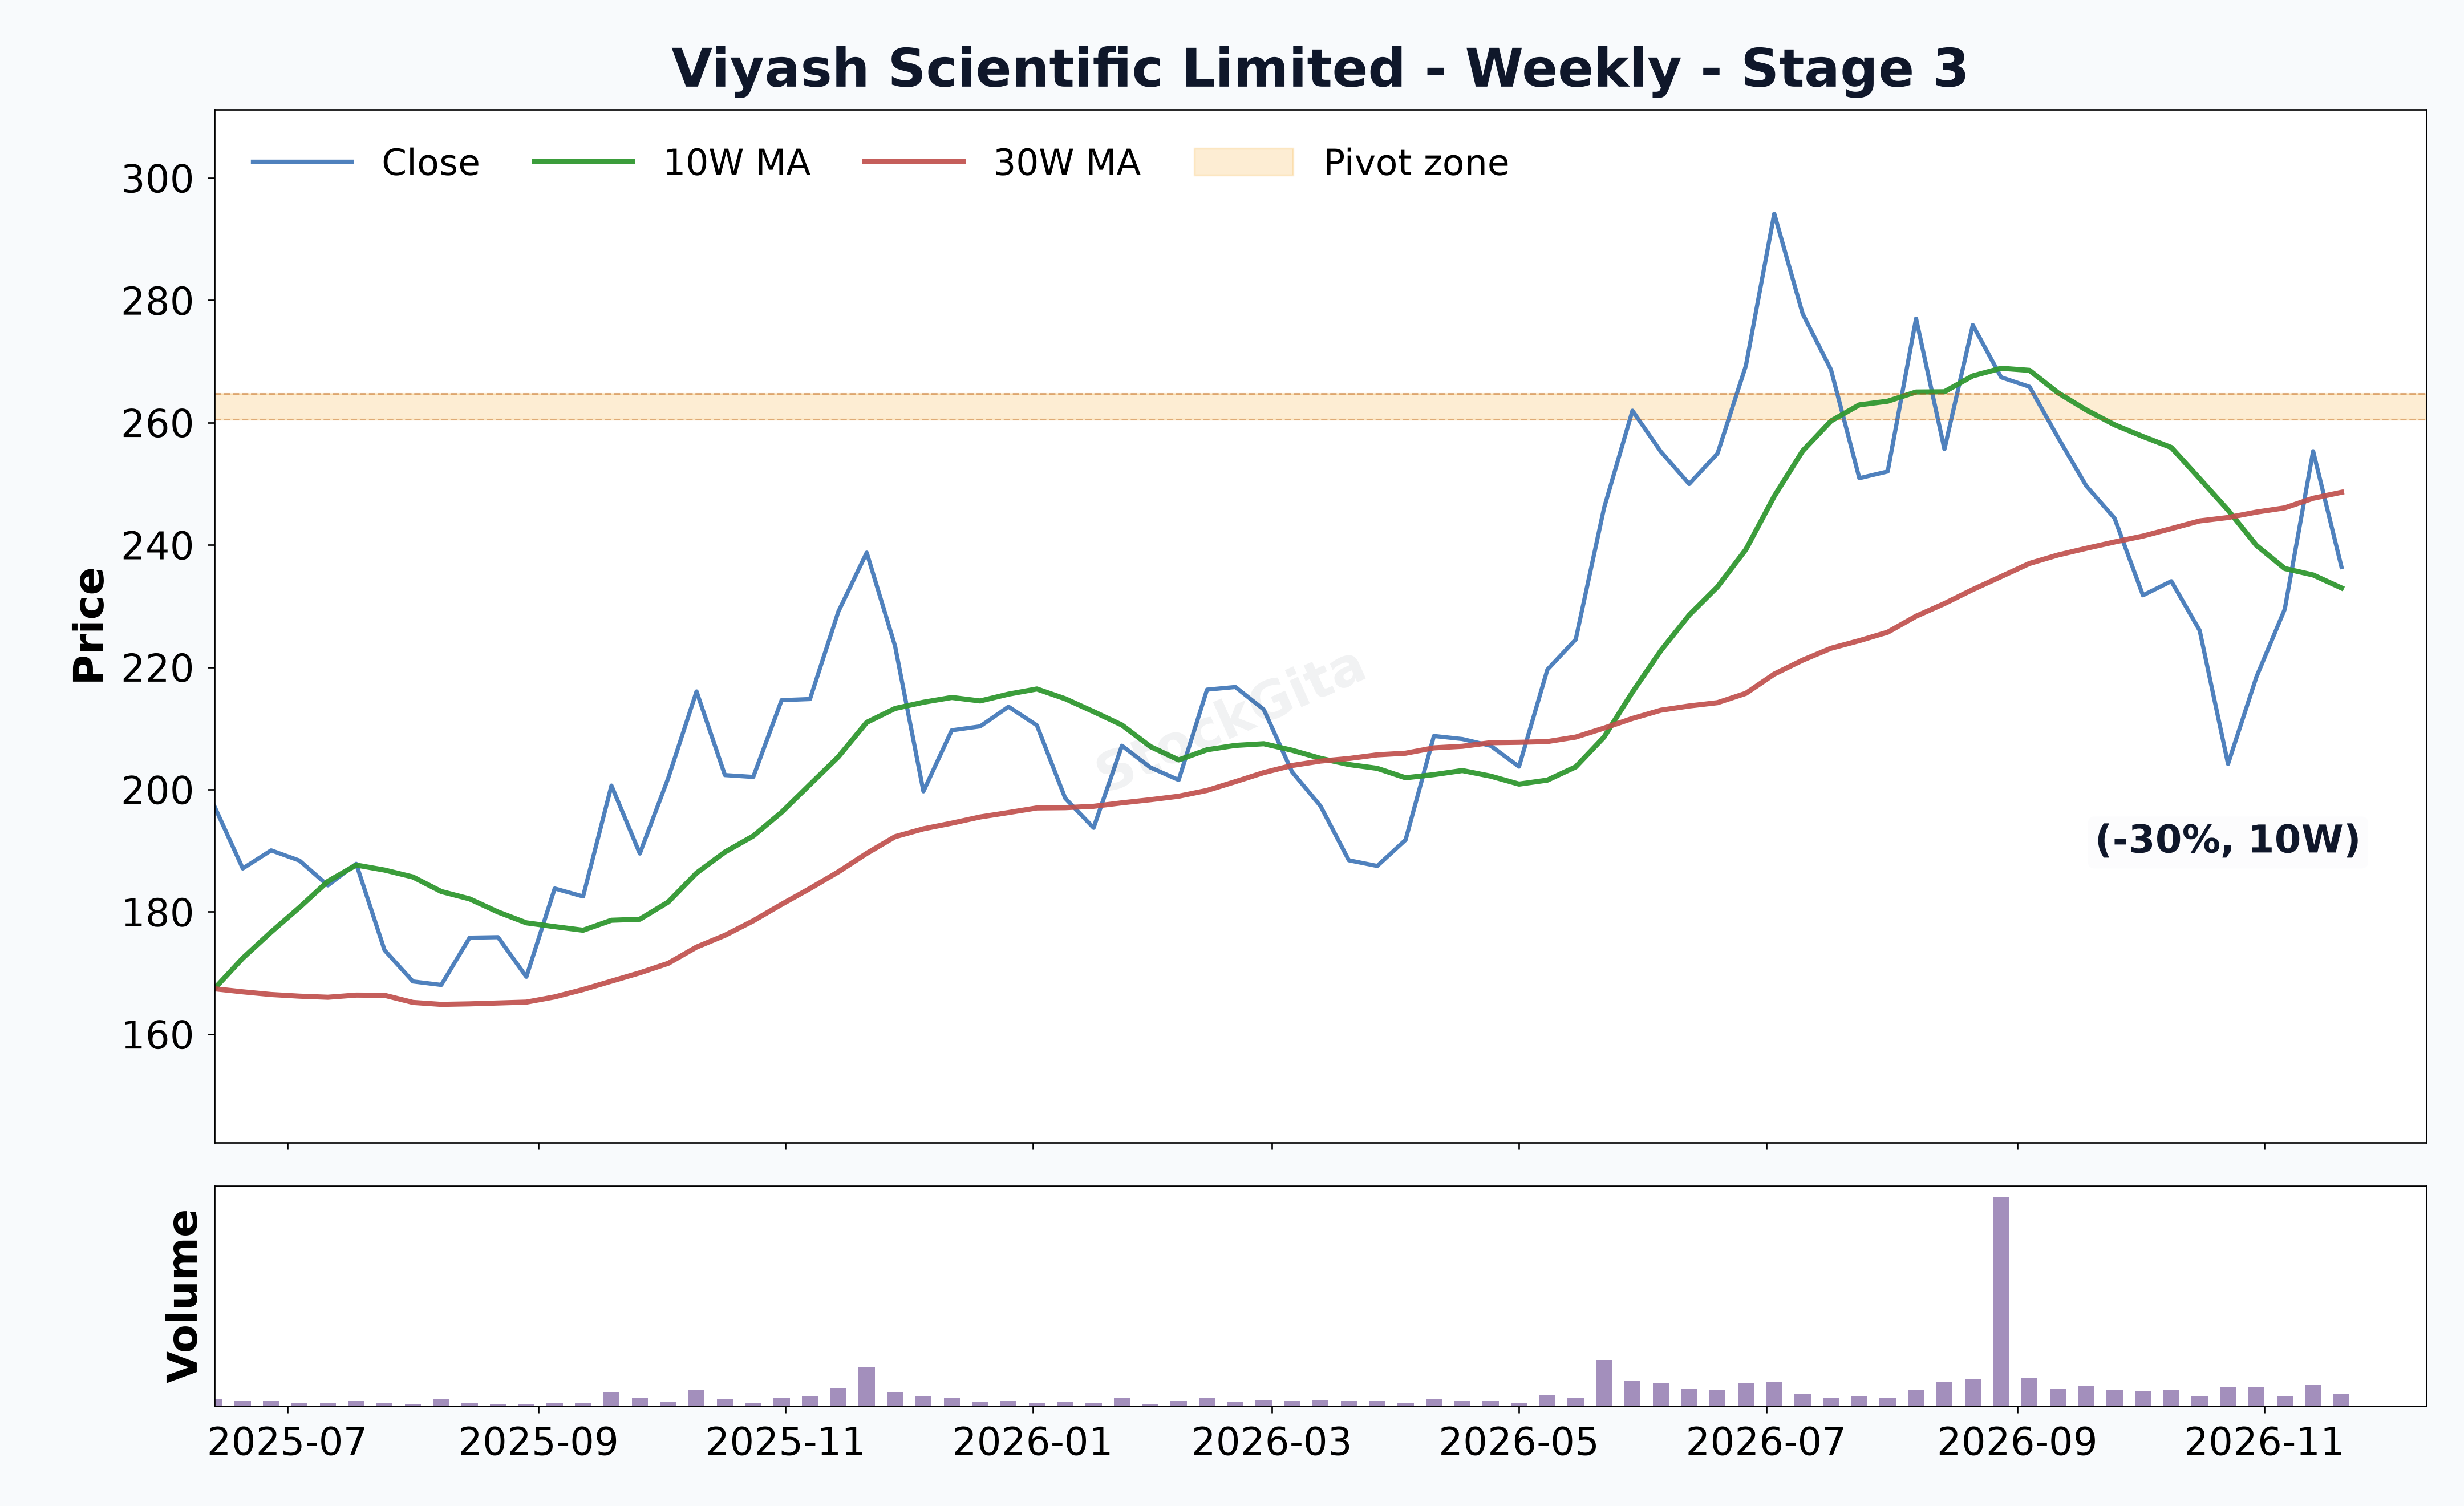 Viyash Scientific Limited - Weekly - Stage 3
Close 10W MA 30W MA Pivot zone
300
280
260
240
220
200
180
160
Price
StockGita
(-30%, 10W)
Volume
2025-07 2025-09 2025-11 2026-01 2026-03 2026-05 2026-07 2026-09 2026-11